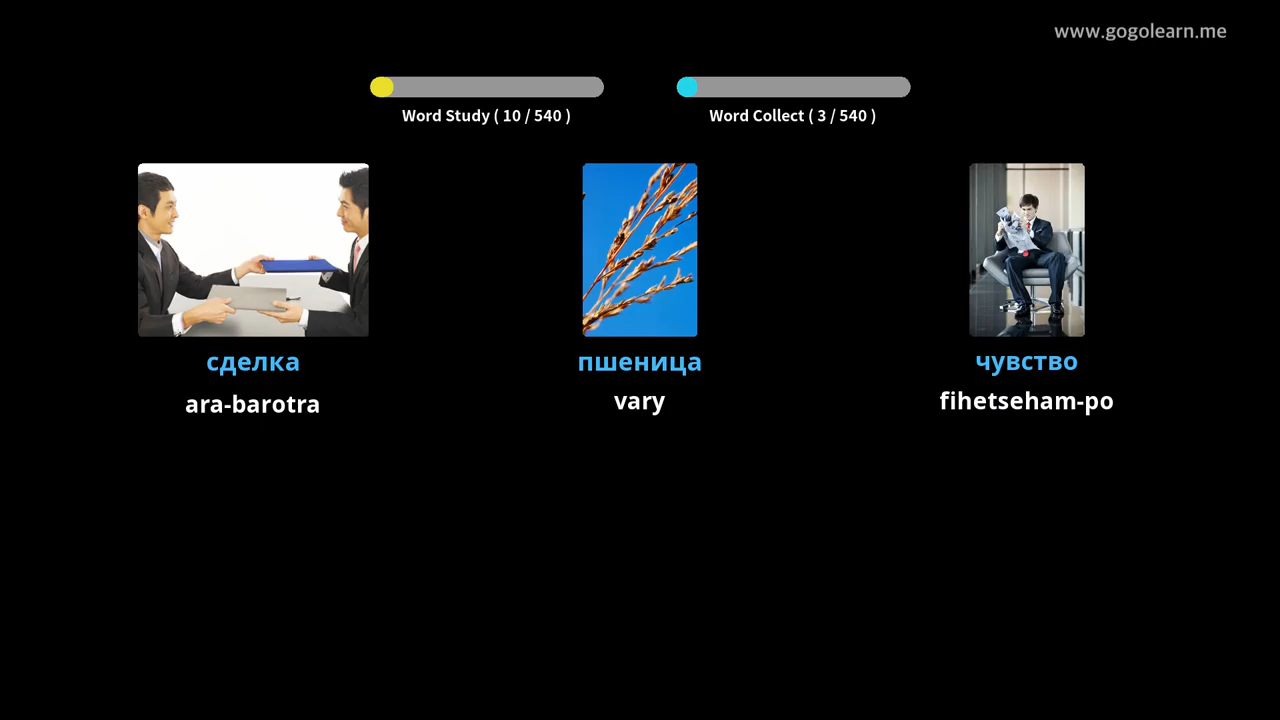 www.gogolearn.me
Word Study ( 10 / 540 )
Word Collect ( 3 / 540 )
сделка
пшеница
чувство
ara-barotra
vary
fihetseham-po